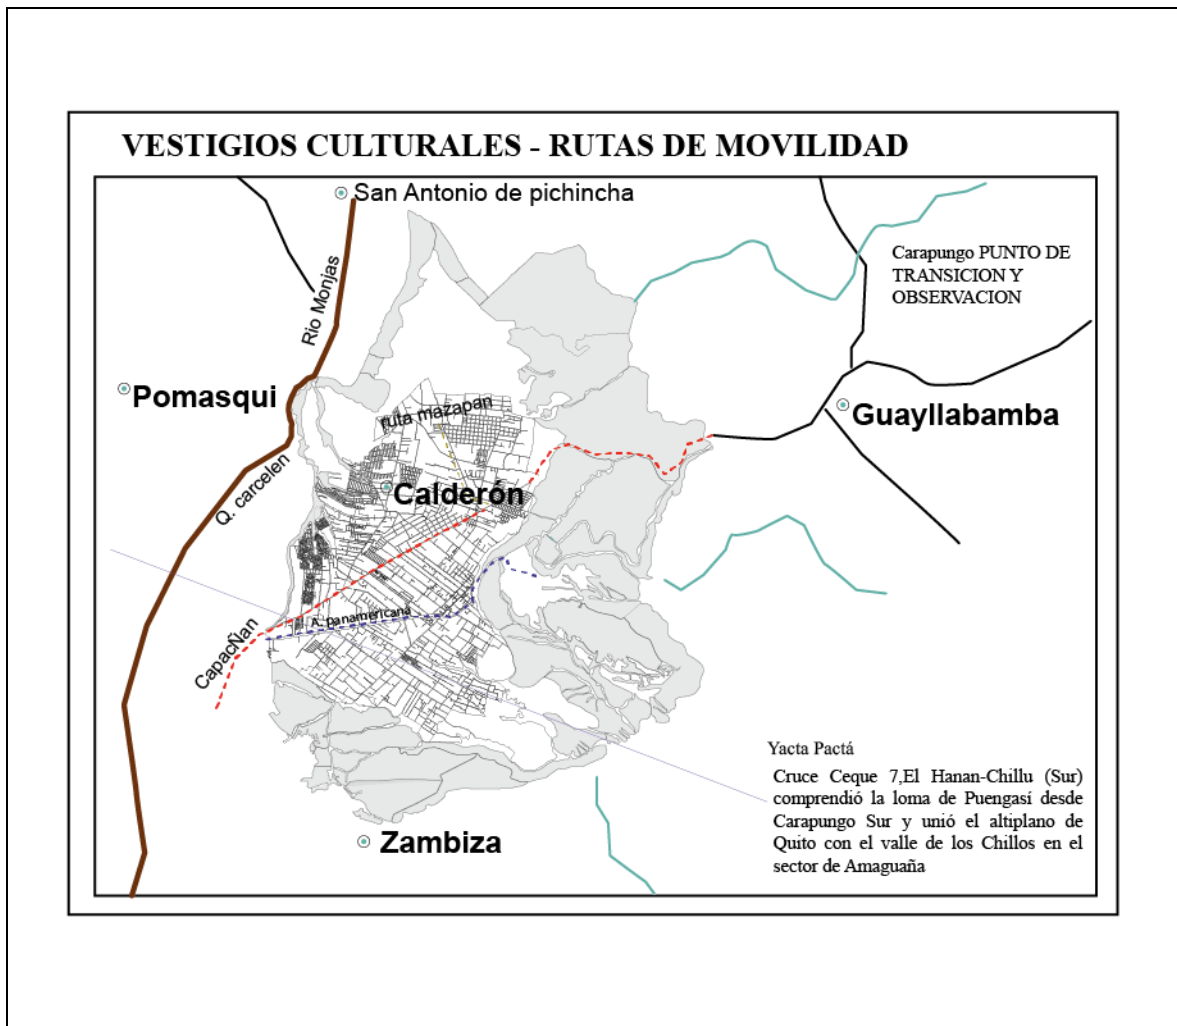 VESTIGIOS CULTURALES - RUTAS DE MOVILIDAD
San Antonio de pichincha
Rio Monjas
Carapungo PUNTO DE
TRANSICION Y
OBSERVACION
Pomasqui
ruta mazapan
Guayllabamba
Q. carcelen
Calderón
A. panamericana
CapacÑan
Yacta Pactá
Cruce Ceque 7,El Hanan-Chillu (Sur)
comprendió la loma de Puengasí desde
Carapungo Sur y unió el altiplano de
Quito con el valle de los Chillos en el
sector de Amaguaña
Zambiza